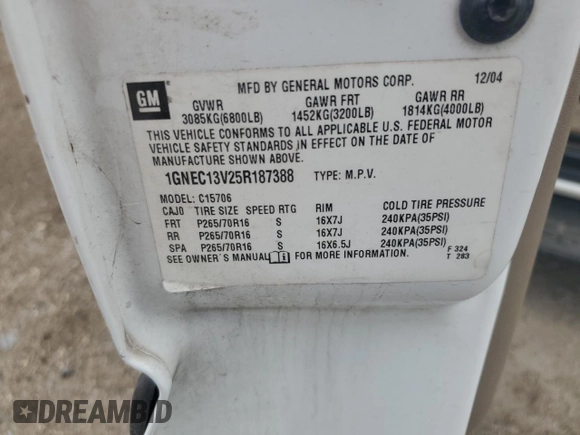 GM
MFD BY GENERAL MOTORS CORP. 12/04
GVWR GAWR FRT GAWR RR
3085KG(6800LB) 1452KG(3200LB) 1814KG(4000LB)
THIS VEHICLE CONFORMS TO ALL APPLICABLE U.S. FEDERAL MOTOR
VEHICLE SAFETY STANDARDS IN EFFECT ON THE DATE OF
MANUFACTURE SHOWN ABOVE.
1GNEC13V25R187388 TYPE: M.P.V.
MODEL: C15706
CAJ0 TIRE SIZE SPEED RTG RIM COLD TIRE PRESSURE
FRT P265/70R16 S 16X7J 240KPA(35PSI)
RR P265/70R16 S 16X7J 240KPA(35PSI)
SPA P265/70R16 S 16X6.5J 240KPA(35PSI)
SEE OWNER'S MANUAL FOR MORE INFORMATION. F 324
T 283
DREAMBID